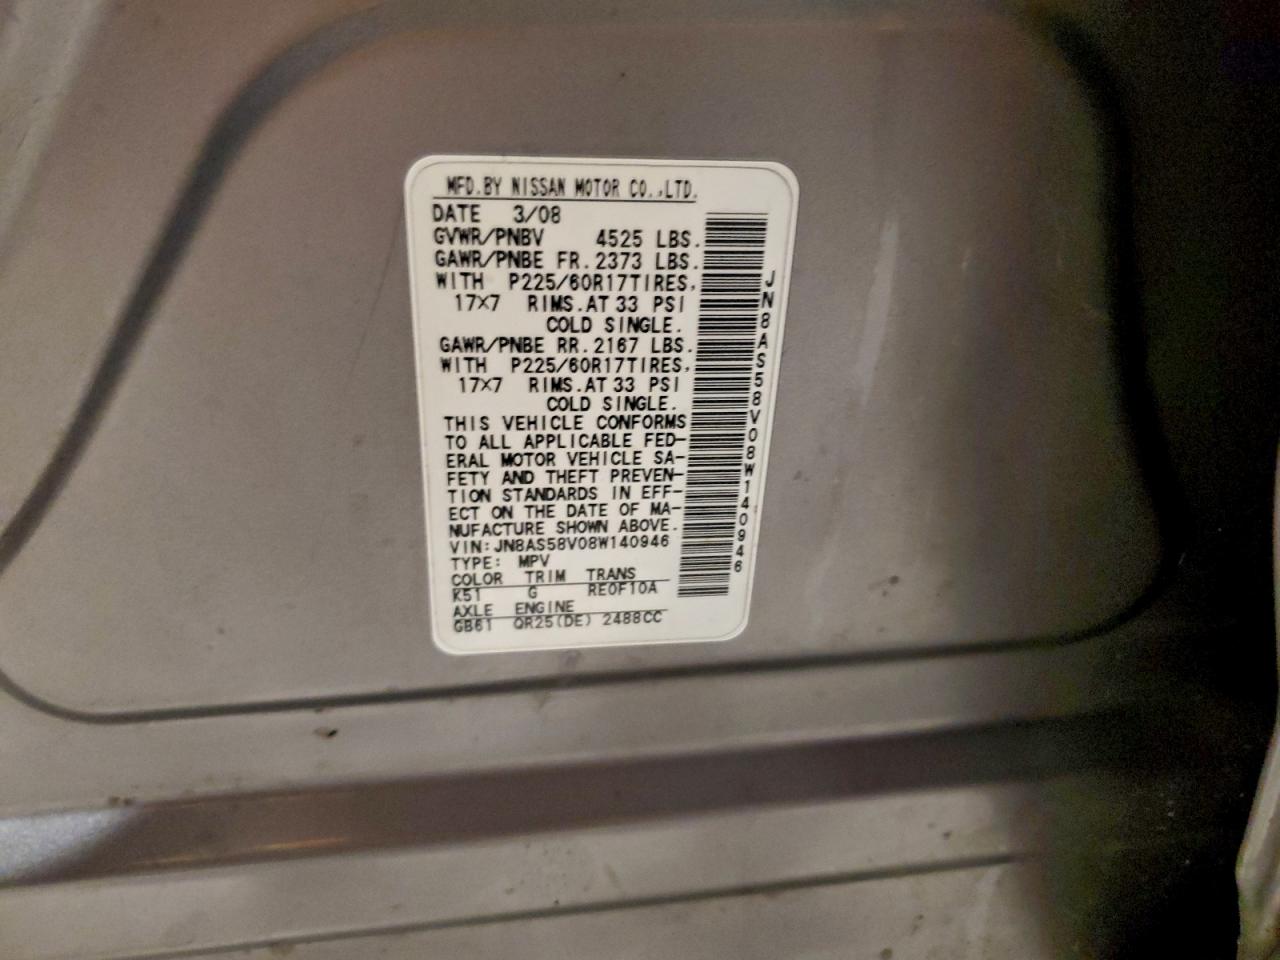 MFD.BY NISSAN MOTOR CO.,LTD.
DATE 3/08
GVWR/PNBV 4525 LBS.
GAWR/PNBE FR. 2373 LBS.
WITH P225/60R17TIRES,
17×7 RIMS.AT 33 PSI
COLD SINGLE.
GAWR/PNBE RR. 2167 LBS.
WITH P225/60R17TIRES,
17×7 RIMS.AT 33 PSI
COLD SINGLE.
THIS VEHICLE CONFORMS
TO ALL APPLICABLE FED-
ERAL MOTOR VEHICLE SA-
FETY AND THEFT PREVEN-
TION STANDARDS IN EFF-
ECT ON THE DATE OF MA-
NUFACTURE SHOWN ABOVE.
VIN: JN8AS58V08W140946
TYPE: MPV
COLOR TRIM TRANS
K51 G RE0F10A
AXLE ENGINE
GB61 QR25(DE) 2488CC
JN8AS58V08W140946